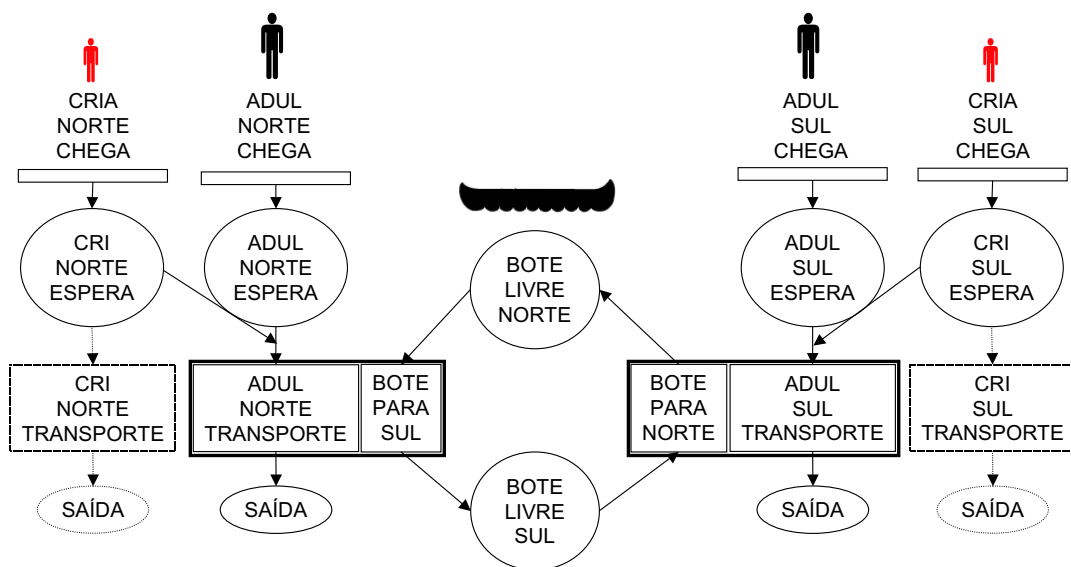 CRIA
NORTE
CHEGA
ADUL
NORTE
CHEGA
ADUL
SUL
CHEGA
CRIA
SUL
CHEGA
CRI
NORTE
ESPERA
ADUL
NORTE
ESPERA
BOTE
LIVRE
NORTE
ADUL
SUL
ESPERA
CRI
SUL
ESPERA
CRI
NORTE
TRANSPORTE
ADUL
NORTE
TRANSPORTE
BOTE
PARA
SUL
BOTE
PARA
NORTE
ADUL
SUL
TRANSPORTE
CRI
SUL
TRANSPORTE
SAÍDA
SAÍDA
BOTE
LIVRE
SUL
SAÍDA
SAÍDA